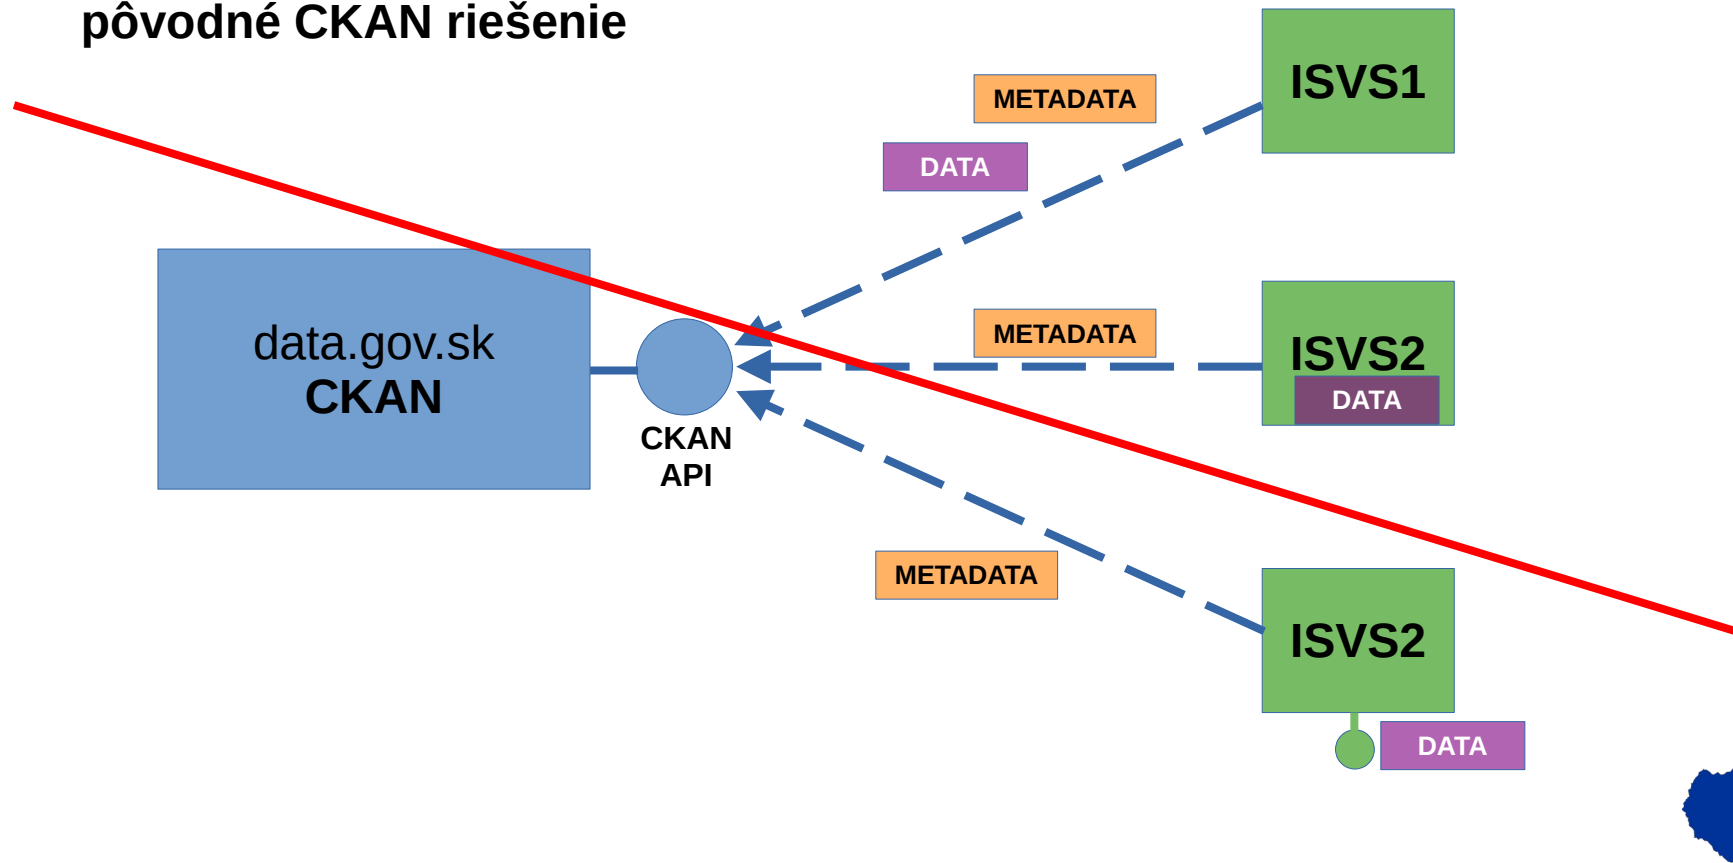 pôvodné CKAN riešenie
ISVS1
METADATA
DATA
data.gov.sk
CKAN
CKAN
API
METADATA
ISVS2
DATA
METADATA
ISVS2
DATA